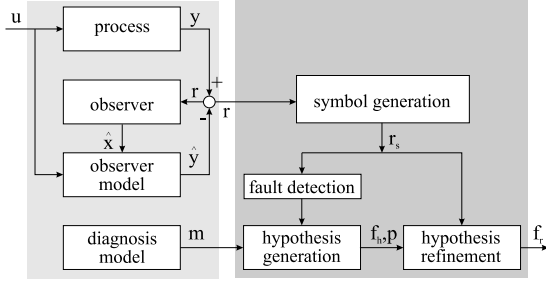 u
process
y
+
r
observer
-
r
symbol generation
x̂
ŷ
r_s
observer
model
fault detection
diagnosis
model
m
hypothesis
generation
f_h,p
hypothesis
refinement
f_r